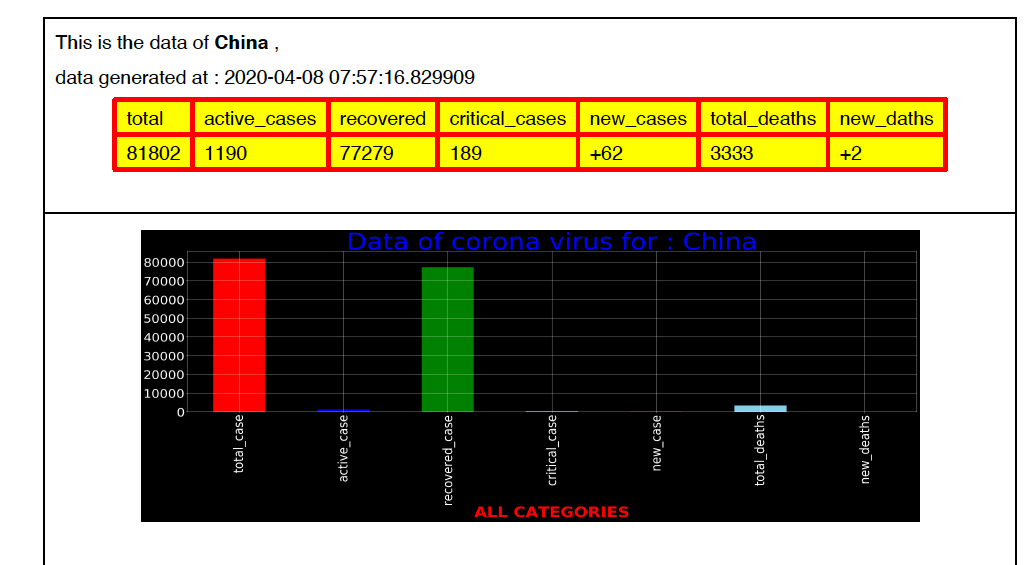 This is the data of China ,
data generated at : 2020-04-08 07:57:16.829909
total active_cases recovered critical_cases new_cases total_deaths new_daths
81802 1190 77279 189 +62 3333 +2
Data of corona virus for : China
80000
70000
60000
50000
40000
30000
20000
10000
0
total_case active_case recovered_case critical_case new_case total_deaths new_deaths
ALL CATEGORIES